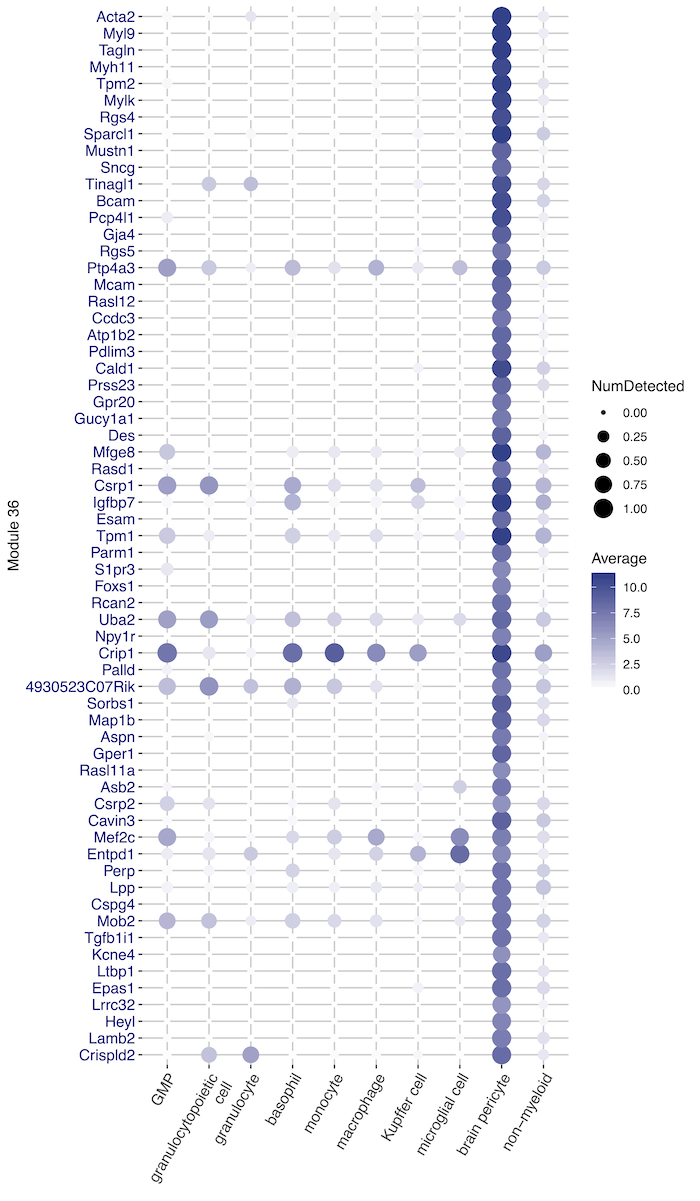 Acta2
Myl9
Tagln
Myh11
Tpm2
Mylk
Rgs4
Sparcl1
Mustn1
Sncg
Tinagl1
Bcam
Pcp4l1
Gja4
Rgs5
Ptp4a3
Mcam
Rasl12
Ccdc3
Atp1b2
Pdlim3
Cald1
Prss23
Gpr20
Gucy1a1
Des
Mfge8
Rasd1
Csrp1
Igfbp7
Esam
Tpm1
Parm1
S1pr3
Foxs1
Rcan2
Uba2
Npy1r
Crip1
Palld
4930523C07Rik
Sorbs1
Map1b
Aspn
Gper1
Rasl11a
Asb2
Csrp2
Cavin3
Mef2c
Entpd1
Perp
Lpp
Cspg4
Mob2
Tgfb1i1
Kcne4
Ltbp1
Epas1
Lrrc32
Heyl
Lamb2
Crispld2
Module 36
GMP
granulocytopoietic
cell
granulocyte
basophil
monocyte
macrophage
Kupffer cell
microglial cell
brain pericyte
non−myeloid
NumDetected
0.00
0.25
0.50
0.75
1.00
Average
10.0
7.5
5.0
2.5
0.0